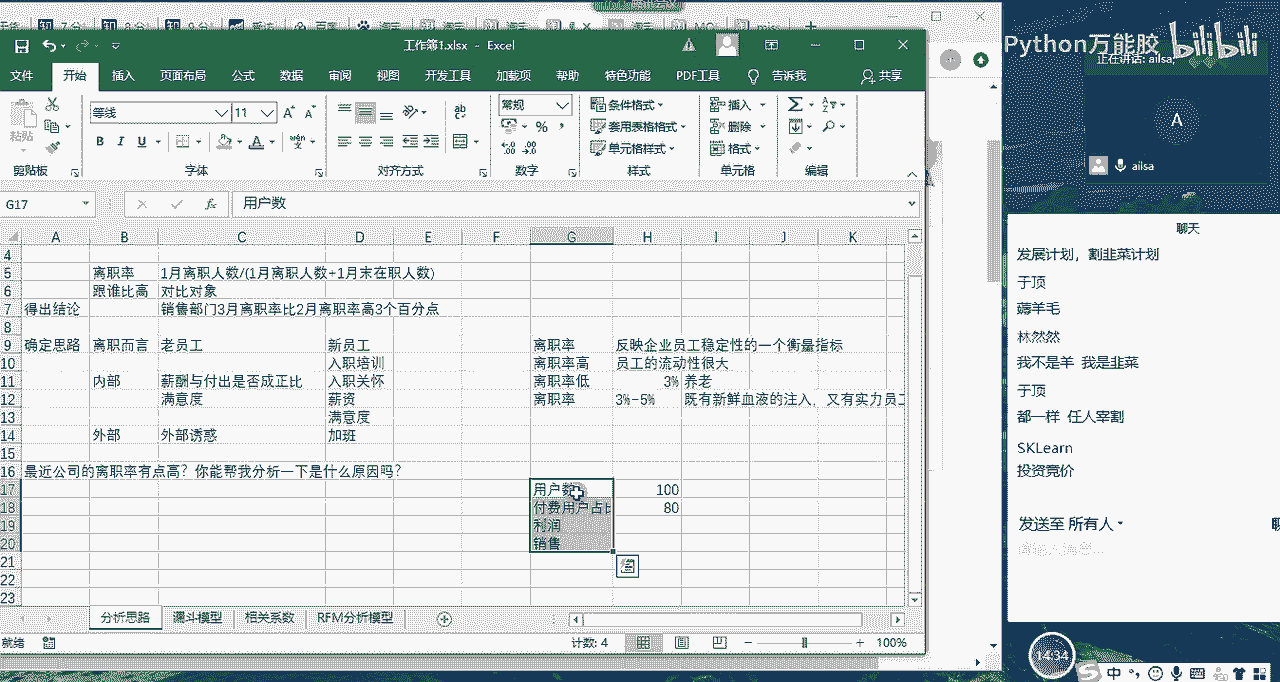 工作簿1.xlsx - Excel
Python万能胶 bilibili
正在讲话: ailsa;
文件 开始 插入 页面布局 公式 数据 审阅 视图 开发工具 加载项 帮助 特色功能 PDF工具 告诉我 共享
A
ailsa
粘贴
等线 11
B I U
常规
条件格式
套用表格格式
单元格样式
插入
删除
格式
剪贴板 字体 对齐方式 数字 样式 单元格 编辑
G17 用户数
A B C D E F G H I J K
4
5 离职率 1月离职人数/(1月离职人数+1月末在职人数)
6 跟谁比高 对比对象
7 得出结论 销售部门3月离职率比2月离职率高3个百分点
8
9 确定思路 离职而言 老员工 新员工 离职率 反映企业员工稳定性的一个衡量指标
10 入职培训 离职率高 员工的流动性很大
11 内部 薪酬与付出是否成正比 入职关怀 离职率低 3% 养老
12 满意度 薪资 离职率 3%-5% 既有新鲜血液的注入，又有实力员工
13 满意度
14 外部 外部诱惑 加班
15
16 最近公司的离职率有点高？你能帮我分析一下是什么原因吗？
17 用户数 100
18 付费用户占比 80
19 利润
20 销售
21
22
23
分析思路 漏斗模型 相关系数 RFM分析模型
就绪 计数: 4 100%
聊天
发展计划，割韭菜计划
于顶
薅羊毛
林然然
我不是羊 我是韭菜
于顶
都一样 任人宰割
SKLearn
投资竞价
发送至 所有人
14:34
中